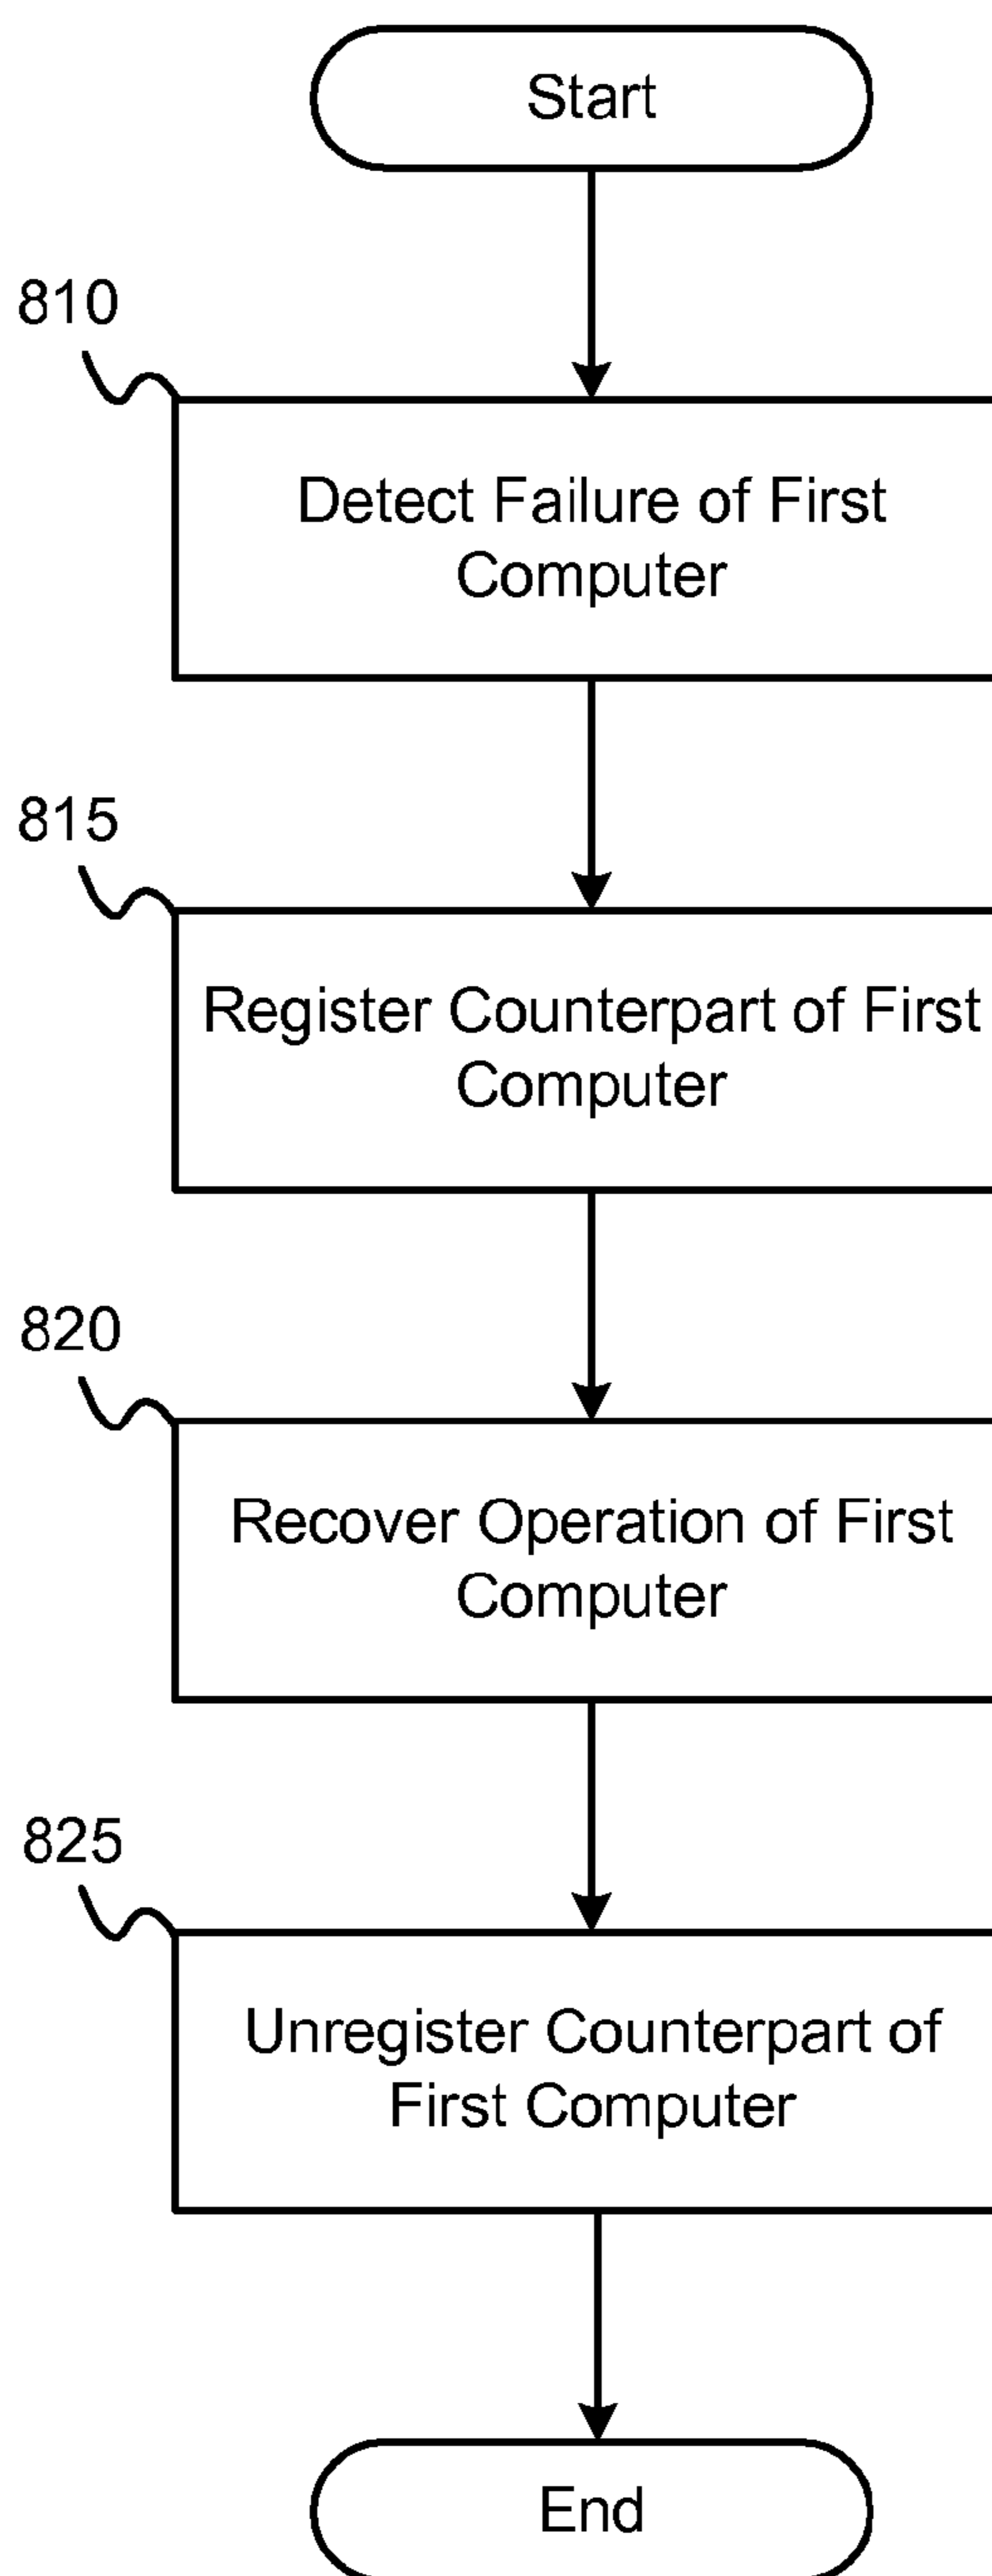 Start
810
Detect Failure of First
Computer
815
Register Counterpart of First
Computer
820
Recover Operation of First
Computer
825
Unregister Counterpart of
First Computer
End